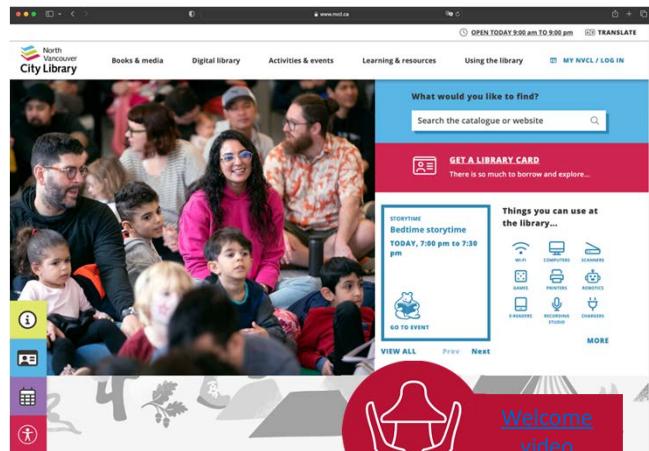 www.nvcl.ca
OPEN TODAY 9:00 am TO 9:00 pm
TRANSLATE
North
Vancouver
City Library
Books & media
Digital library
Activities & events
Learning & resources
Using the library
MY NVCL / LOG IN
What would you like to find?
Search the catalogue or website
GET A LIBRARY CARD
There is so much to borrow and explore...
STORYTIME
Bedtime storytime
TODAY, 7:00 pm to 7:30
pm
GO TO EVENT
VIEW ALL
Prev
Next
Things you can use at
the library...
WI-FI
COMPUTERS
SCANNERS
GAMES
PRINTERS
ROBOTICS
E-READERS
RECORDING
STUDIO
CHARGERS
MORE
Welcome
video